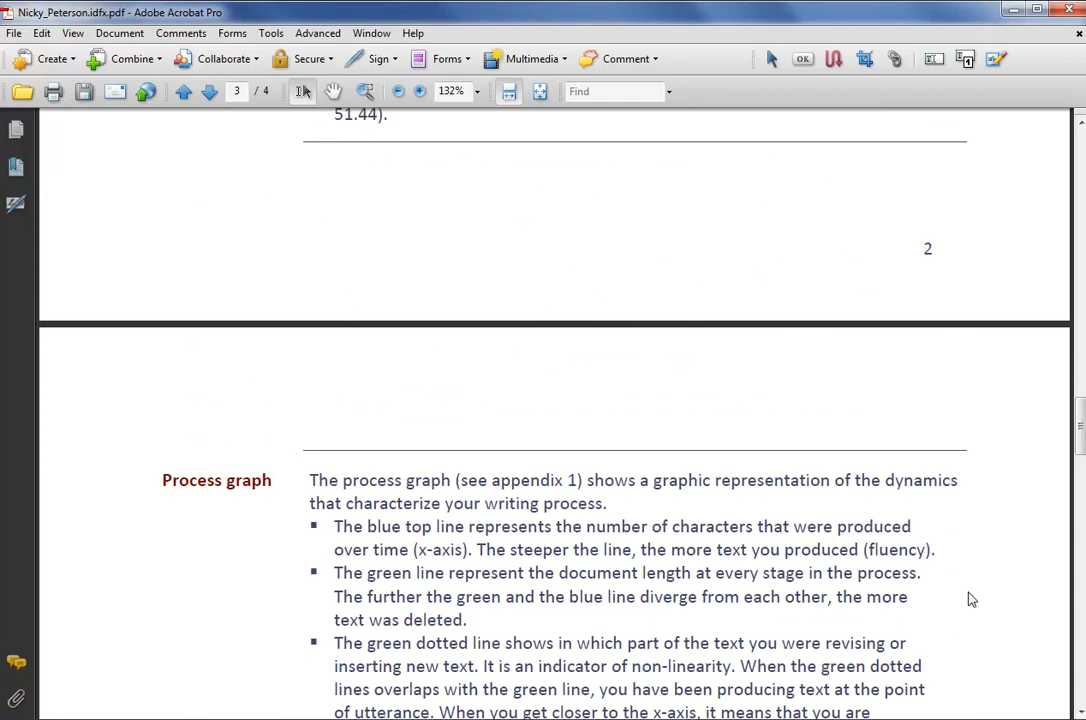 Nicky_Peterson.idfx.pdf - Adobe Acrobat Pro
File Edit View Document Comments Forms Tools Advanced Window Help
Create Combine Collaborate Secure Sign Forms Multimedia Comment
OK
3 / 4 132% Find
51.44).
2
Process graph
The process graph (see appendix 1) shows a graphic representation of the dynamics
that characterize your writing process.
▪ The blue top line represents the number of characters that were produced
over time (x-axis). The steeper the line, the more text you produced (fluency).
▪ The green line represent the document length at every stage in the process.
The further the green and the blue line diverge from each other, the more
text was deleted.
▪ The green dotted line shows in which part of the text you were revising or
inserting new text. It is an indicator of non-linearity. When the green dotted
lines overlaps with the green line, you have been producing text at the point
of utterance. When you get closer to the x-axis, it means that you are